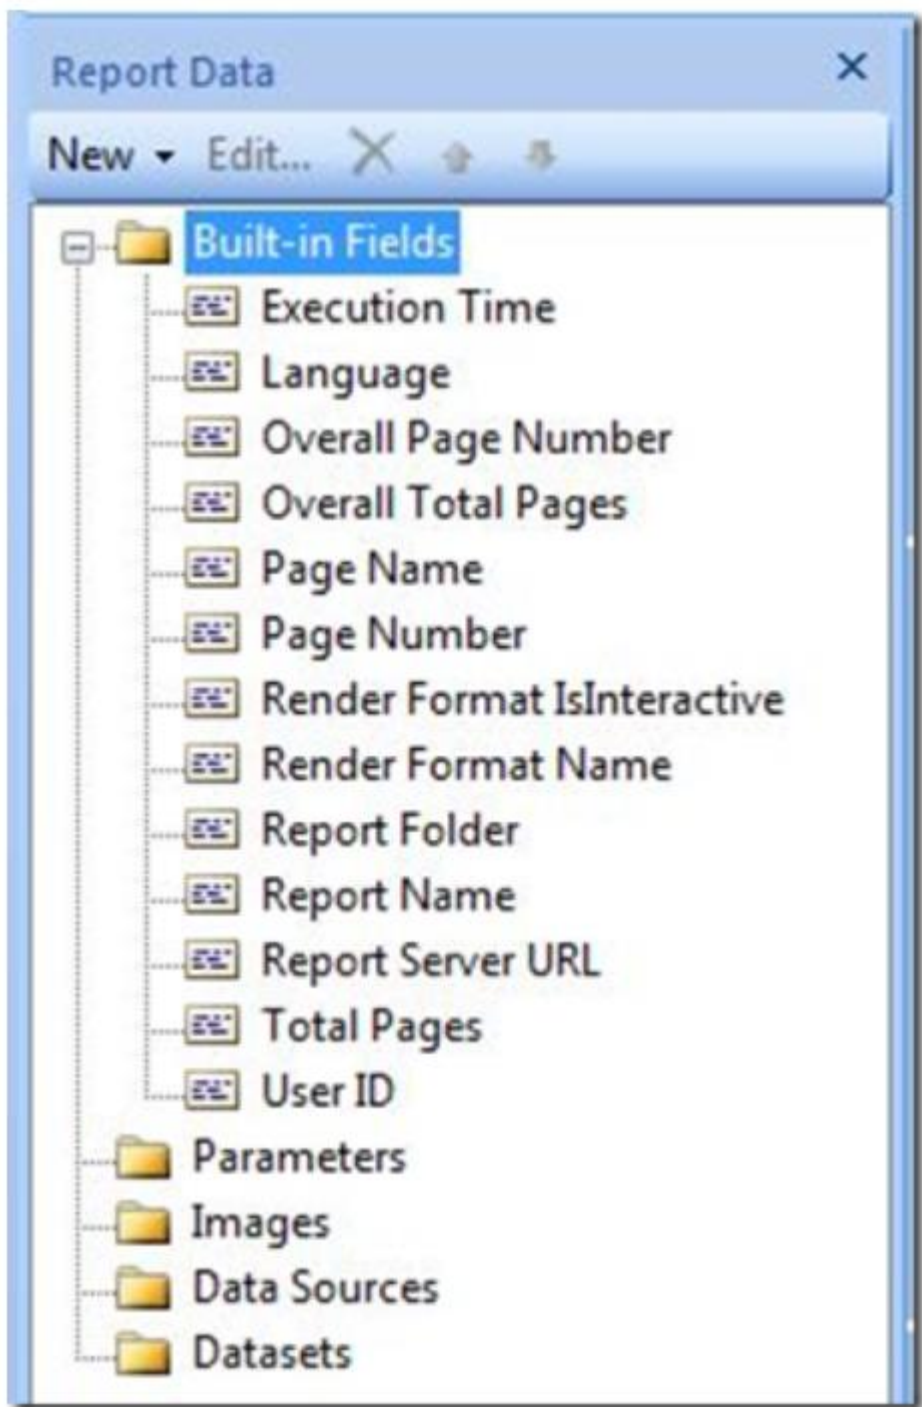 Report Data
New Edit...
Built-in Fields
Execution Time
Language
Overall Page Number
Overall Total Pages
Page Name
Page Number
Render Format IsInteractive
Render Format Name
Report Folder
Report Name
Report Server URL
Total Pages
User ID
Parameters
Images
Data Sources
Datasets